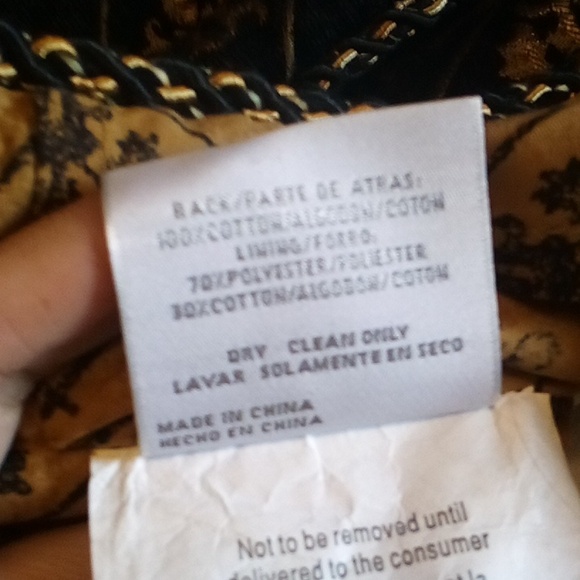 BACK/PARTE DE ATRAS:
100%COTTON/ALGODON/COTON
LINING/FORRO:
70%POLYESTER/POLIESTER
30%COTTON/ALGODON/COTON
DRY CLEAN ONLY
LAVAR SOLAMENTE EN SECO
MADE IN CHINA
HECHO EN CHINA
Not to be removed until
delivered to the consumer